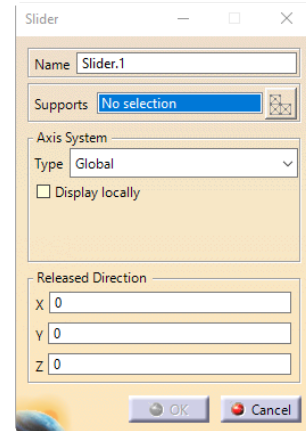 Slider
Name Slider.1
Supports No selection
Axis System
Type Global
Display locally
Released Direction
X 0
Y 0
Z 0
OK Cancel